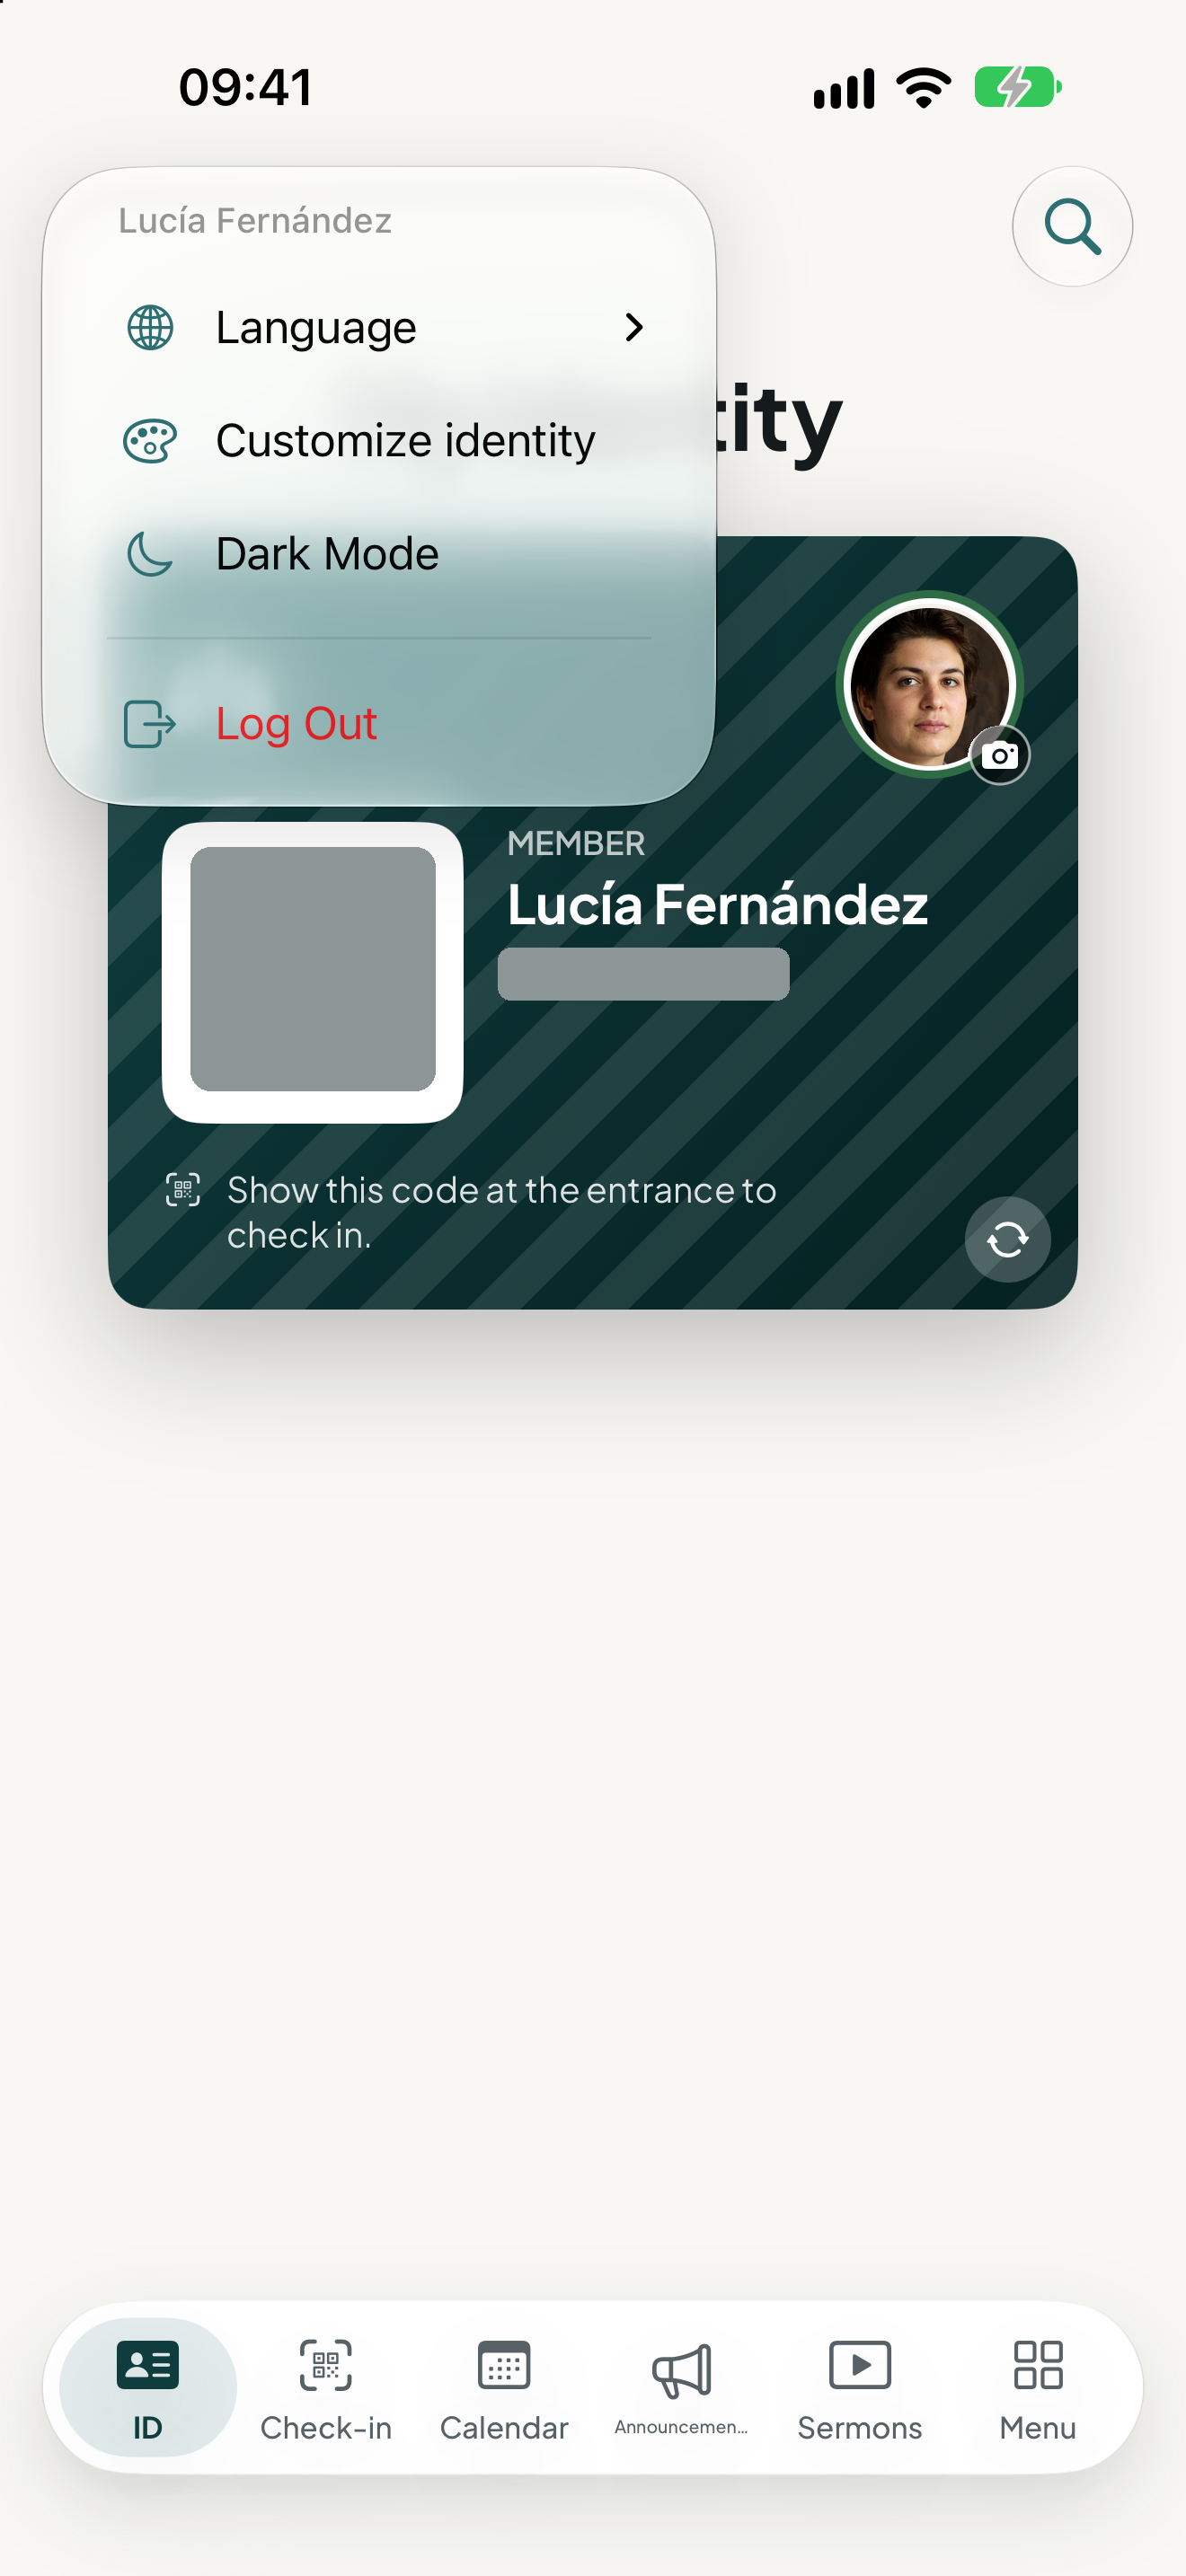 09:41
Lucía Fernández
Language
Customize identity
Dark Mode
Log Out
MEMBER
Lucía Fernández
Show this code at the entrance to
check in.
ID
Check-in
Calendar
Announcemen...
Sermons
Menu